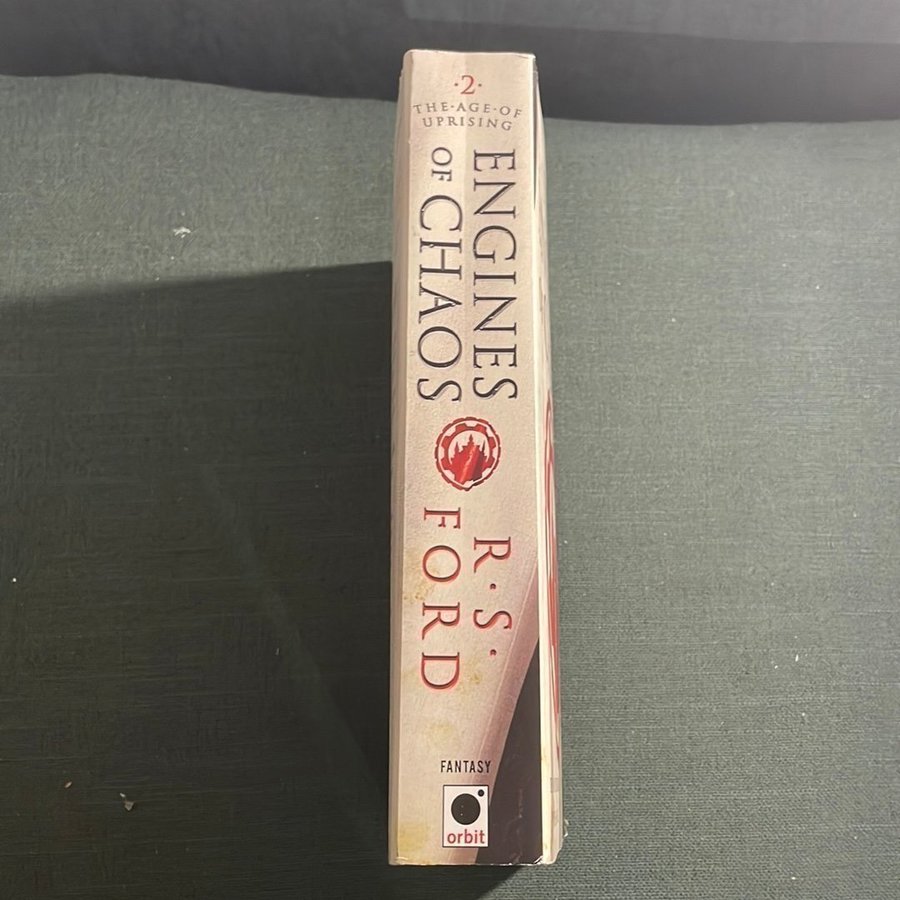 ·2·
THE·AGE·OF
UPRISING
ENGINES
OF CHAOS
R.S.
FORD
FANTASY
orbit